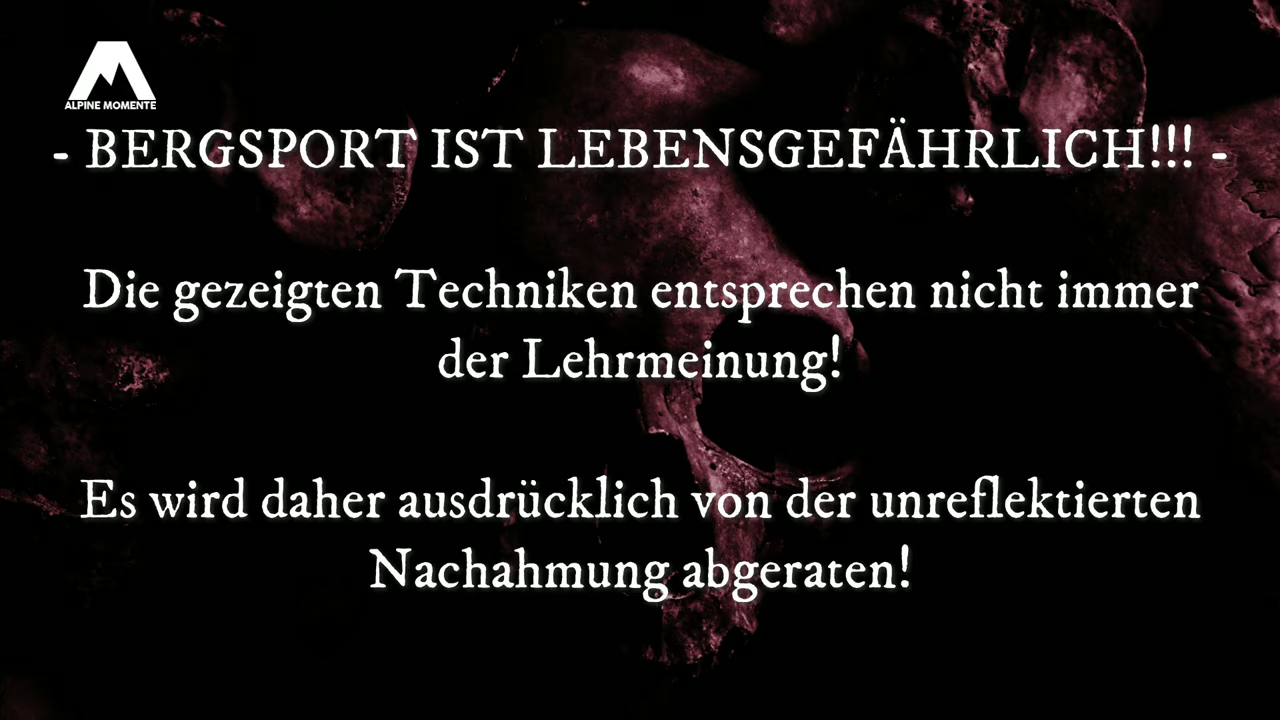 ALPINE MOMENTE
- BERGSPORT IST LEBENSGEFÄHRLICH!!! -
Die gezeigten Techniken entsprechen nicht immer
der Lehrmeinung!
Es wird daher ausdrücklich von der unreflektierten
Nachahmung abgeraten!